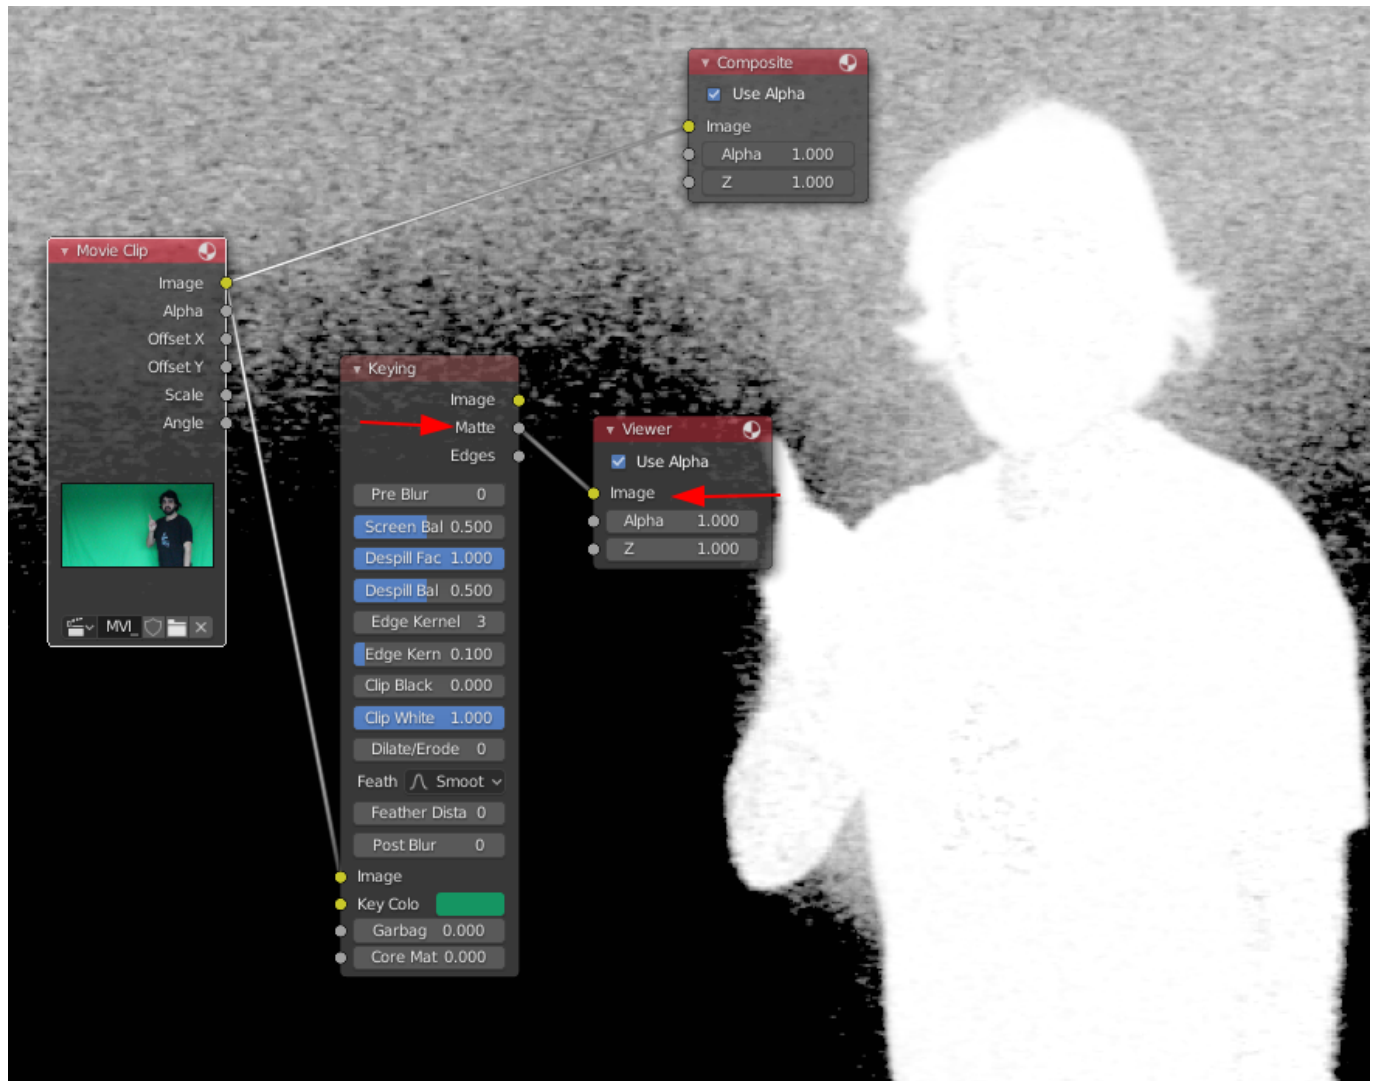 Composite
Use Alpha
Image
Alpha 1.000
Z 1.000
Movie Clip
Image
Alpha
Offset X
Offset Y
Scale
Angle
MVI_
Keying
Image
Matte
Edges
Pre Blur 0
Screen Bal 0.500
Despill Fac 1.000
Despill Bal 0.500
Edge Kernel 3
Edge Kern 0.100
Clip Black 0.000
Clip White 1.000
Dilate/Erode 0
Feath Smoot
Feather Dista 0
Post Blur 0
Image
Key Colo
Garbag 0.000
Core Mat 0.000
Viewer
Use Alpha
Image
Alpha 1.000
Z 1.000